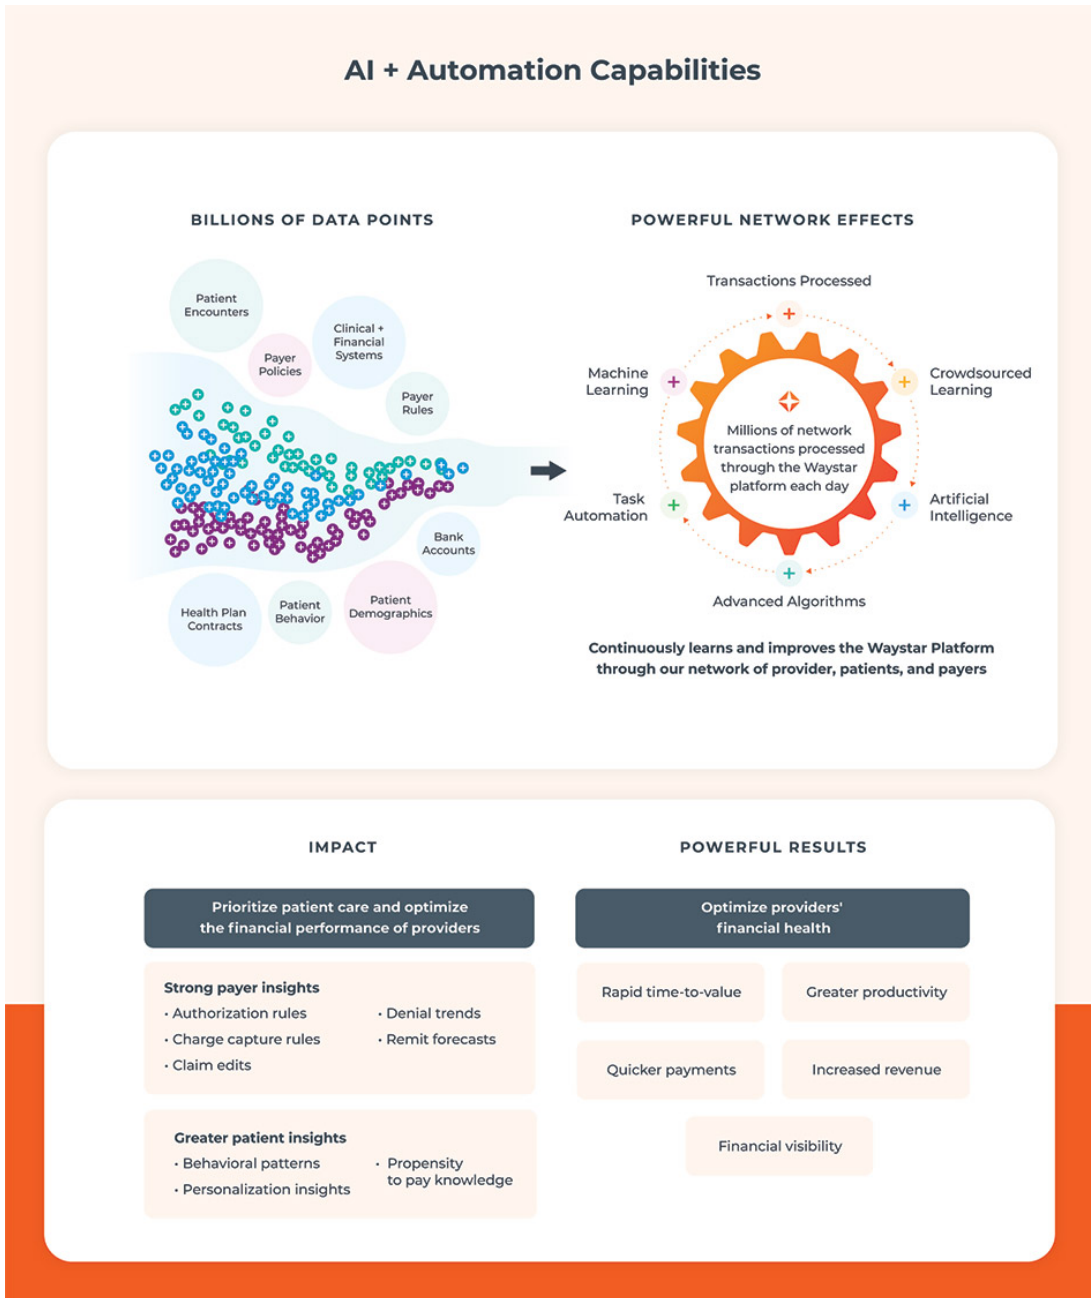 AI + Automation Capabilities
BILLIONS OF DATA POINTS
Patient
Encounters
Clinical +
Financial
Systems
Payer
Policies
Payer
Rules
Bank
Accounts
Health Plan
Contracts
Patient
Behavior
Patient
Demographics
POWERFUL NETWORK EFFECTS
Transactions Processed
Machine
Learning
Crowdsourced
Learning
Millions of network
transactions processed
through the Waystar
platform each day
Task
Automation
Artificial
Intelligence
Advanced Algorithms
Continuously learns and improves the Waystar Platform
through our network of provider, patients, and payers
IMPACT
Prioritize patient care and optimize
the financial performance of providers
Strong payer insights
• Authorization rules
• Charge capture rules
• Claim edits
• Denial trends
• Remit forecasts
Greater patient insights
• Behavioral patterns
• Personalization insights
• Propensity
to pay knowledge
POWERFUL RESULTS
Optimize providers'
financial health
Rapid time-to-value
Greater productivity
Quicker payments
Increased revenue
Financial visibility